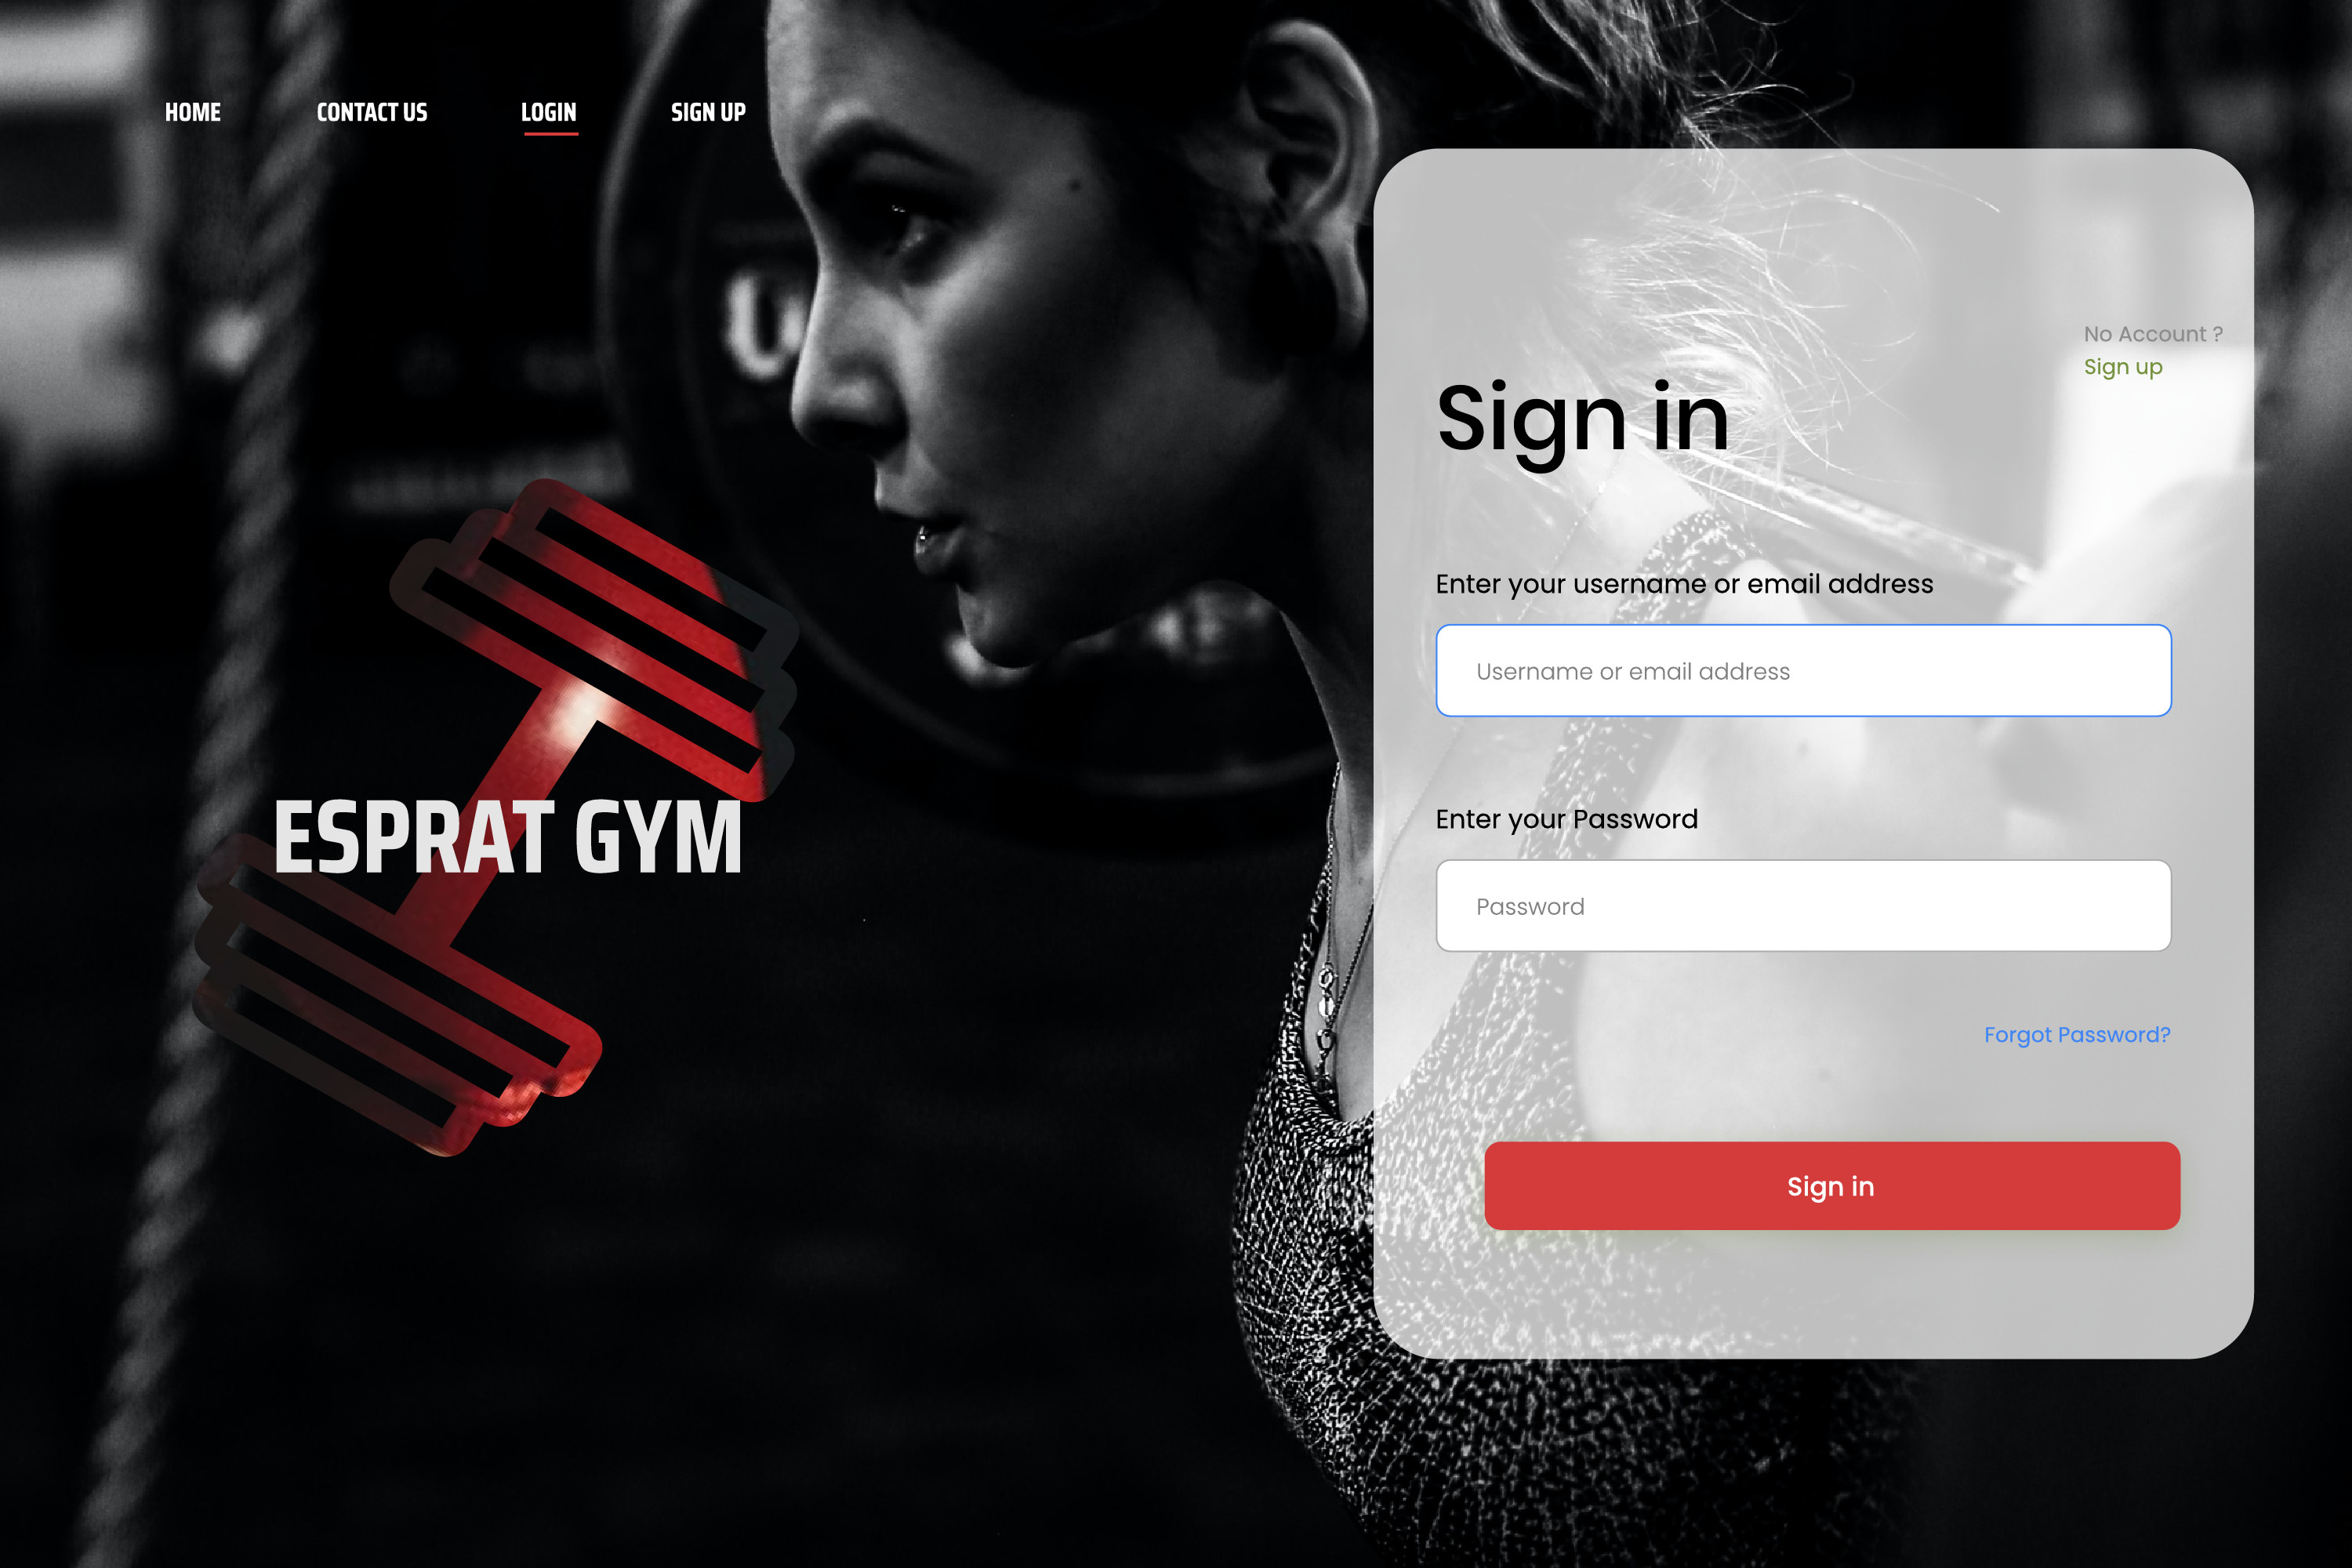 HOME
CONTACT US
LOGIN
SIGN UP
No Account ?
Sign up
Sign in
Enter your username or email address
Username or email address
ESPRAT GYM
Enter your Password
Password
Forgot Password?
Sign in